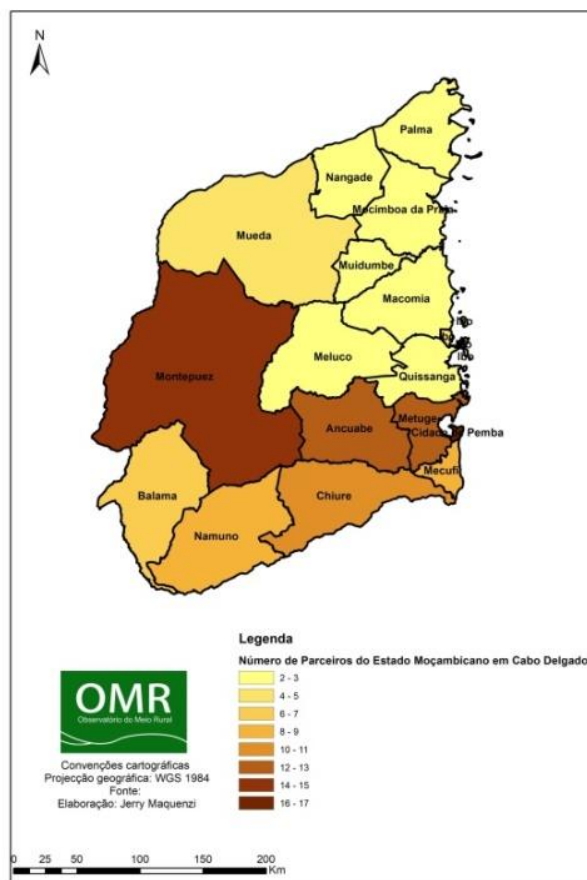 N
Palma
Nangade
Mocimboa da Praia
Mueda
Muidumbe
Macomia
Ibo
Ibo
Meluco
Quissanga
Montepuez
Metuge
Ancuabe
Cidade
Pemba
Mecufi
Balama
Chiure
Namuno
Legenda
Número de Parceiros do Estado Moçambicano em Cabo Delgado
2 - 3
4 - 5
6 - 7
8 - 9
10 - 11
12 - 13
14 - 15
16 - 17
OMR
Observatório do Meio Rural
Convenções cartográficas
Projecção geográfica: WGS 1984
Fonte:
Elaboração: Jerry Maquenzi
0 25 50 100 150 200
Km